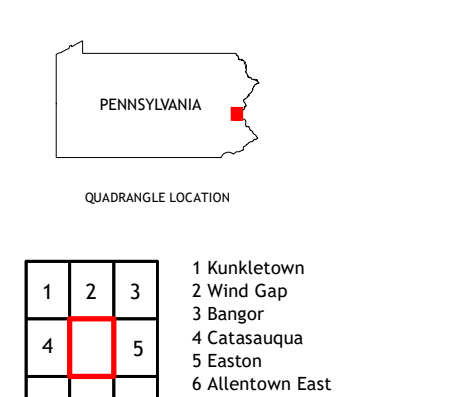 PENNSYLVANIA
QUADRANGLE LOCATION
1 2 3
4 5
1 Kunkletown
2 Wind Gap
3 Bangor
4 Catasauqua
5 Easton
6 Allentown East